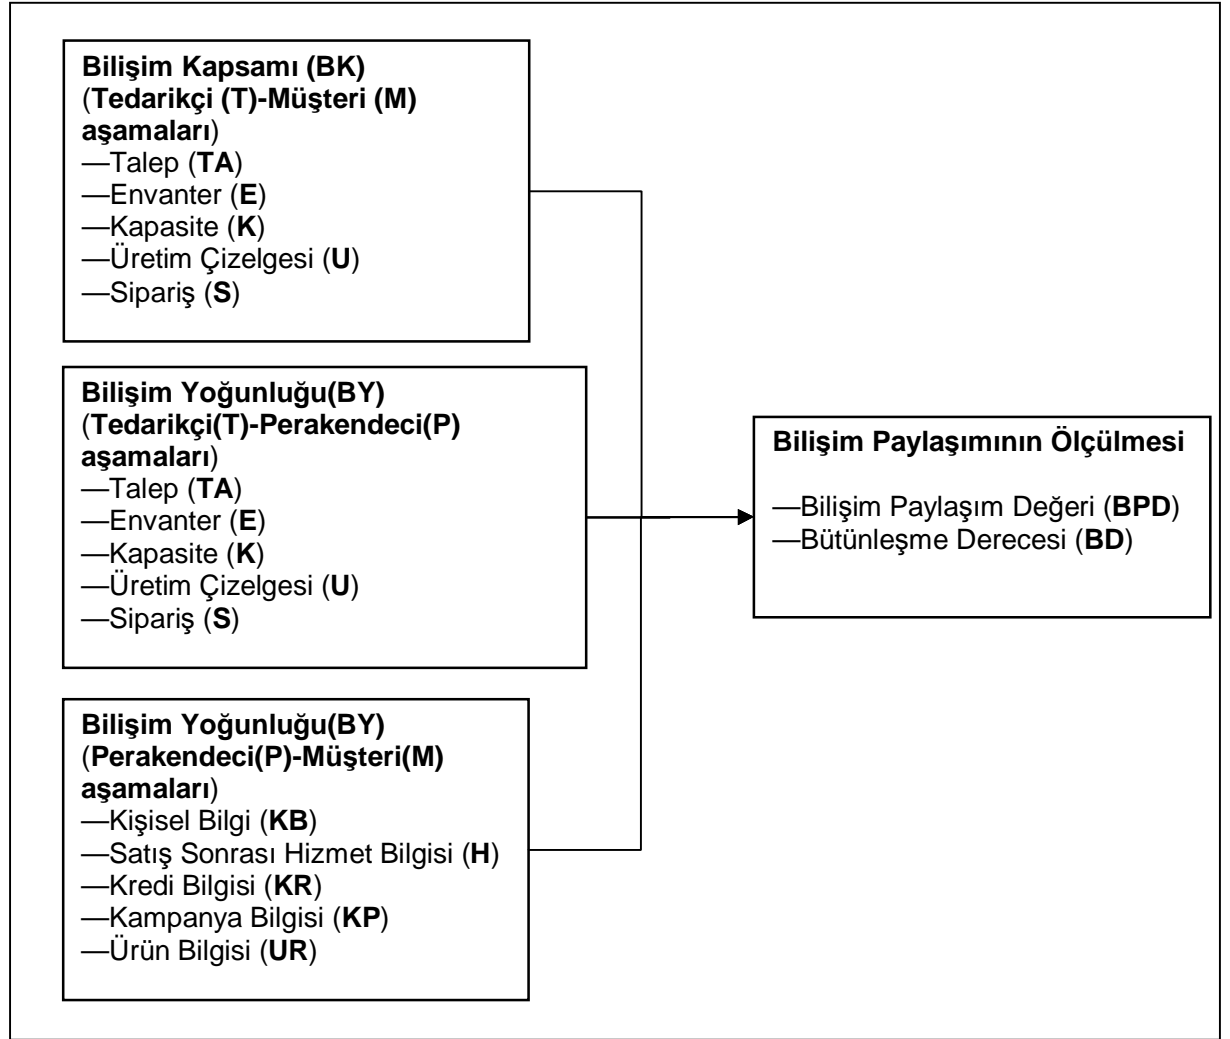 Bilişim Kapsamı (BK)
(Tedarikçi (T)-Müşteri (M)
aşamaları)
—Talep (TA)
—Envanter (E)
—Kapasite (K)
—Üretim Çizelgesi (U)
—Sipariş (S)
Bilişim Yoğunluğu(BY)
(Tedarikçi(T)-Perakendeci(P)
aşamaları)
—Talep (TA)
—Envanter (E)
—Kapasite (K)
—Üretim Çizelgesi (U)
—Sipariş (S)
Bilişim Yoğunluğu(BY)
(Perakendeci(P)-Müşteri(M)
aşamaları)
—Kişisel Bilgi (KB)
—Satış Sonrası Hizmet Bilgisi (H)
—Kredi Bilgisi (KR)
—Kampanya Bilgisi (KP)
—Ürün Bilgisi (UR)
Bilişim Paylaşımının Ölçülmesi
—Bilişim Paylaşım Değeri (BPD)
—Bütünleşme Derecesi (BD)